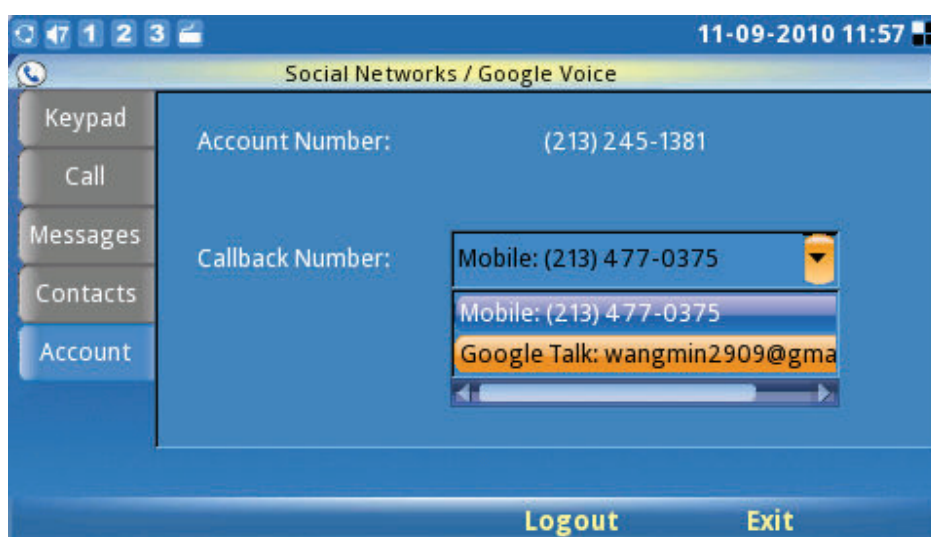 47 1 2 3 11-09-2010 11:57
Social Networks / Google Voice
Keypad
Account Number: (213) 245-1381
Call
Messages
Callback Number: Mobile: (213) 477-0375
Contacts
Mobile: (213) 477-0375
Account
Google Talk: wangmin2909@gma
Logout Exit